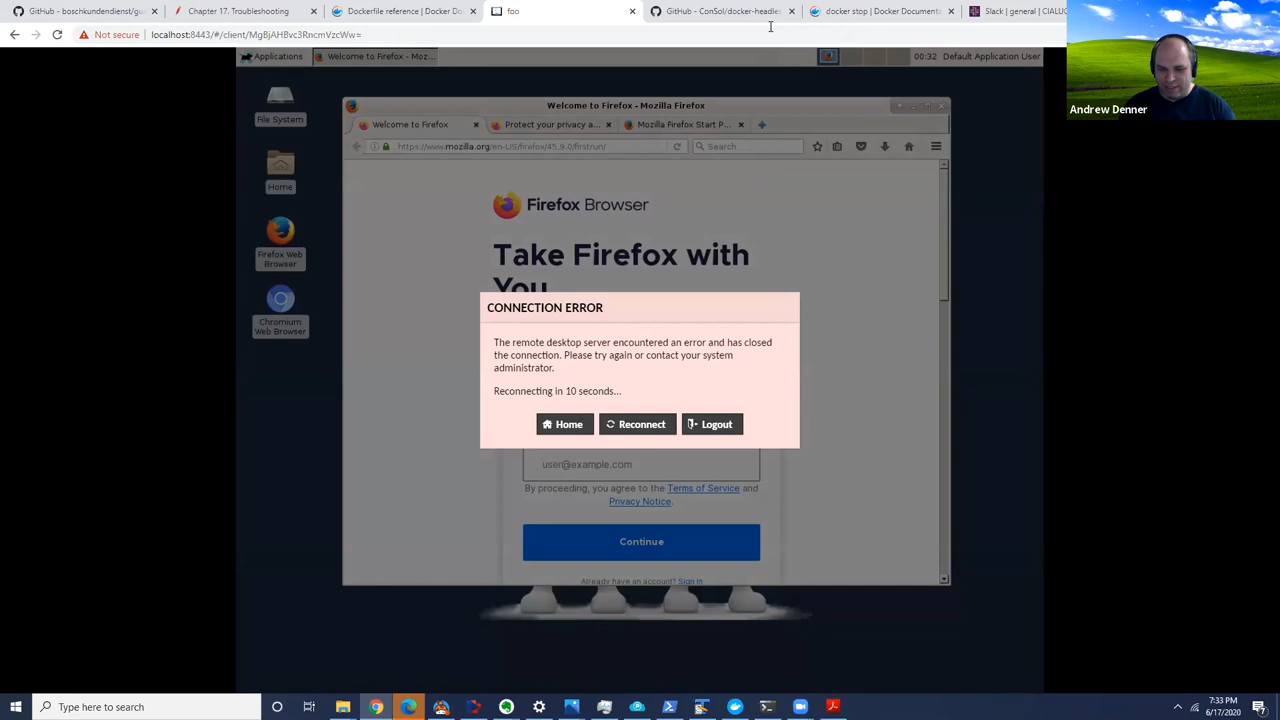 GitHub - boschkundendienst/gu
Chapter 17. Troubleshooting
Dockerfile reference | Docker Do
foo
GitHub - ConSol/docker-headles
docker stop | Docker Documenta
Slack | general | CIALUG
Not secure
localhost:8443/#/client/Mg8jAHBvc3RncmVzcWw=
Applications
Welcome to Firefox - Moz...
00:32 Default Application User
Andrew Denner
Welcome to Firefox - Mozilla Firefox
File System
Welcome to Firefox
Protect your privacy a...
Mozilla Firefox Start P...
https://www.mozilla.org/en-US/firefox/45.9.0/firstrun/
Search
Home
Firefox Browser
Take Firefox with
You
Firefox Web
Browser
Chromium
Web Browser
CONNECTION ERROR
The remote desktop server encountered an error and has closed
the connection. Please try again or contact your system
administrator.
Reconnecting in 10 seconds...
Home
Reconnect
Logout
user@example.com
By proceeding, you agree to the Terms of Service and
Privacy Notice.
Continue
Already have an account? Sign in
Type here to search
7:33 PM
6/17/2020